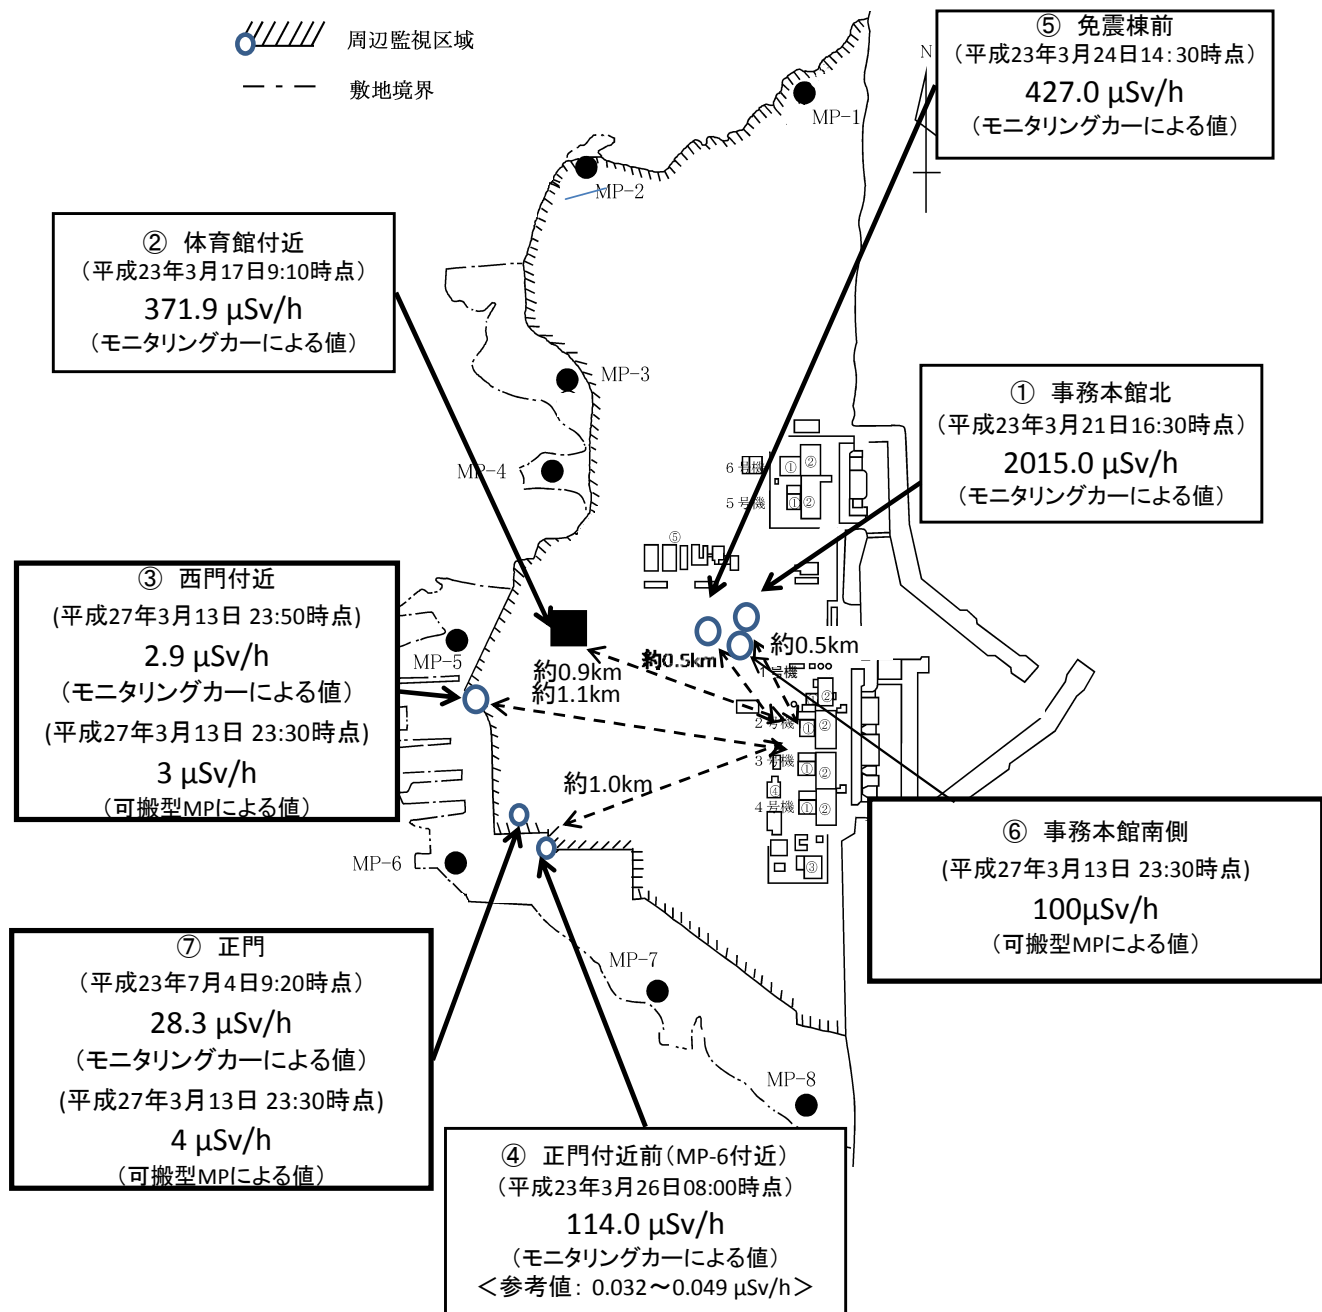 周辺監視区域
敷地境界
⑤ 免震棟前
（平成23年3月24日14：30時点）
427.0 μSv/h
（モニタリングカーによる値）
N
MP-1
MP-2
② 体育館付近
（平成23年3月17日9:10時点）
371.9 μSv/h
（モニタリングカーによる値）
MP-3
① 事務本館北
（平成23年3月21日16:30時点）
2015.0 μSv/h
（モニタリングカーによる値）
MP-4
6号機
① ②
5号機
① ②
⑤
③ 西門付近
(平成27年3月13日 23:50時点)
2.9 μSv/h
（モニタリングカーによる値）
(平成27年3月13日 23:30時点)
3 μSv/h
（可搬型MPによる値）
MP-5
約0.9km
約1.1km
約0.5km
約0.5km
1号機
②
2号機
① ②
3号機
① ②
④
4号機
① ②
③
約1.0km
MP-6
⑥ 事務本館南側
(平成27年3月13日 23:30時点)
100μSv/h
（可搬型MPによる値）
⑦ 正門
（平成23年7月4日9:20時点）
28.3 μSv/h
（モニタリングカーによる値）
(平成27年3月13日 23:30時点)
4 μSv/h
（可搬型MPによる値）
MP-7
MP-8
④ 正門付近前（MP-6付近）
（平成23年3月26日08:00時点）
114.0 μSv/h
（モニタリングカーによる値）
＜参考値： 0.032～0.049 μSv/h＞